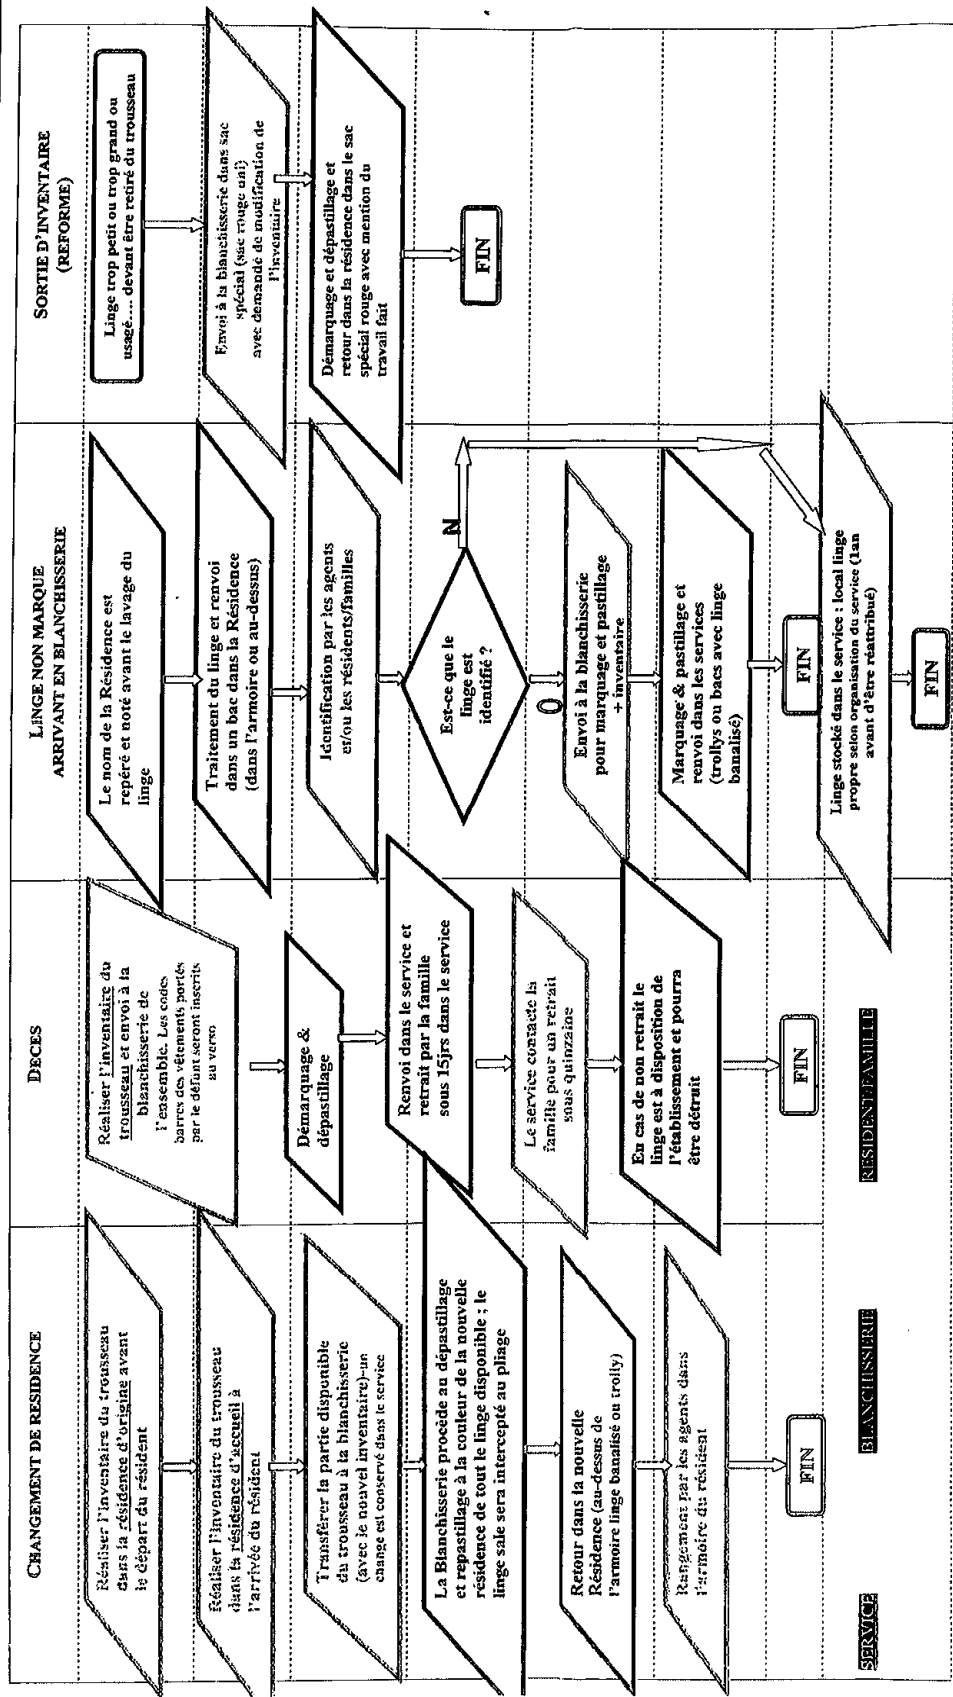 CHANGEMENT DE RESIDENCE
Réaliser l'inventaire du trousseau
dans la résidence d'origine avant
le départ du résident
Réaliser l'inventaire du trousseau
dans la résidence d'accueil à
l'arrivée du résident
Transférer la partie disponible
du trousseau à la blanchisserie
(avec le nouvel inventaire)-un
change est conservé dans le service
La Blanchisserie procède au dépastillage
et repastillage à la couleur de la nouvelle
résidence de tout le linge disponible ; le
linge sale sera intercepté au pliage
Retour dans la nouvelle
Résidence (au-dessus de
l'armoire linge banalisé ou trolly)
Rangement par les agents dans
l'armoire du résident
FIN
DECES
Réaliser l'inventaire du
trousseau et envoi à la
blanchisserie de
l'ensemble. Les codes
barres des vêtements portés
par le défunt seront inscrits
au verso
Démarquage &
dépastillage
Renvoi dans le service et
retrait par la famille
sous 15jrs dans le service
Le service contacte la
famille pour un retrait
sous quinzaine
En cas de non retrait le
linge est à disposition de
l'établissement et pourra
être détruit
FIN
LINGE NON MARQUE
ARRIVANT EN BLANCHISSERIE
Le nom de la Résidence est
repéré et noté avant le lavage du
linge
Traitement du linge et renvoi
dans un bac dans la Résidence
(dans l'armoire ou au-dessus)
Identification par les agents
et/ou les résidents/familles
Est-ce que le
linge est
identifié ?
N
O
Envoi à la blanchisserie
pour marquage et pastillage
+ inventaire
Marquage & pastillage et
renvoi dans les services
(trollys ou bacs avec linge
banalisé)
FIN
Linge stocké dans le service : local linge
propre selon organisation du service (1an
avant d'être réattribué)
FIN
SORTIE D'INVENTAIRE
(REFORME)
Linge trop petit ou trop grand ou
usagé.... devant être retiré du trousseau
Envoi à la blanchisserie dans sac
spécial (sac rouge uni)
avec demande de modification de
l'inventaire
Démarquage et dépastillage et
retour dans la résidence dans le sac
spécial rouge avec mention du
travail fait
FIN
SERVICE
BLANCHISSERIE
RESIDENT/FAMILLE